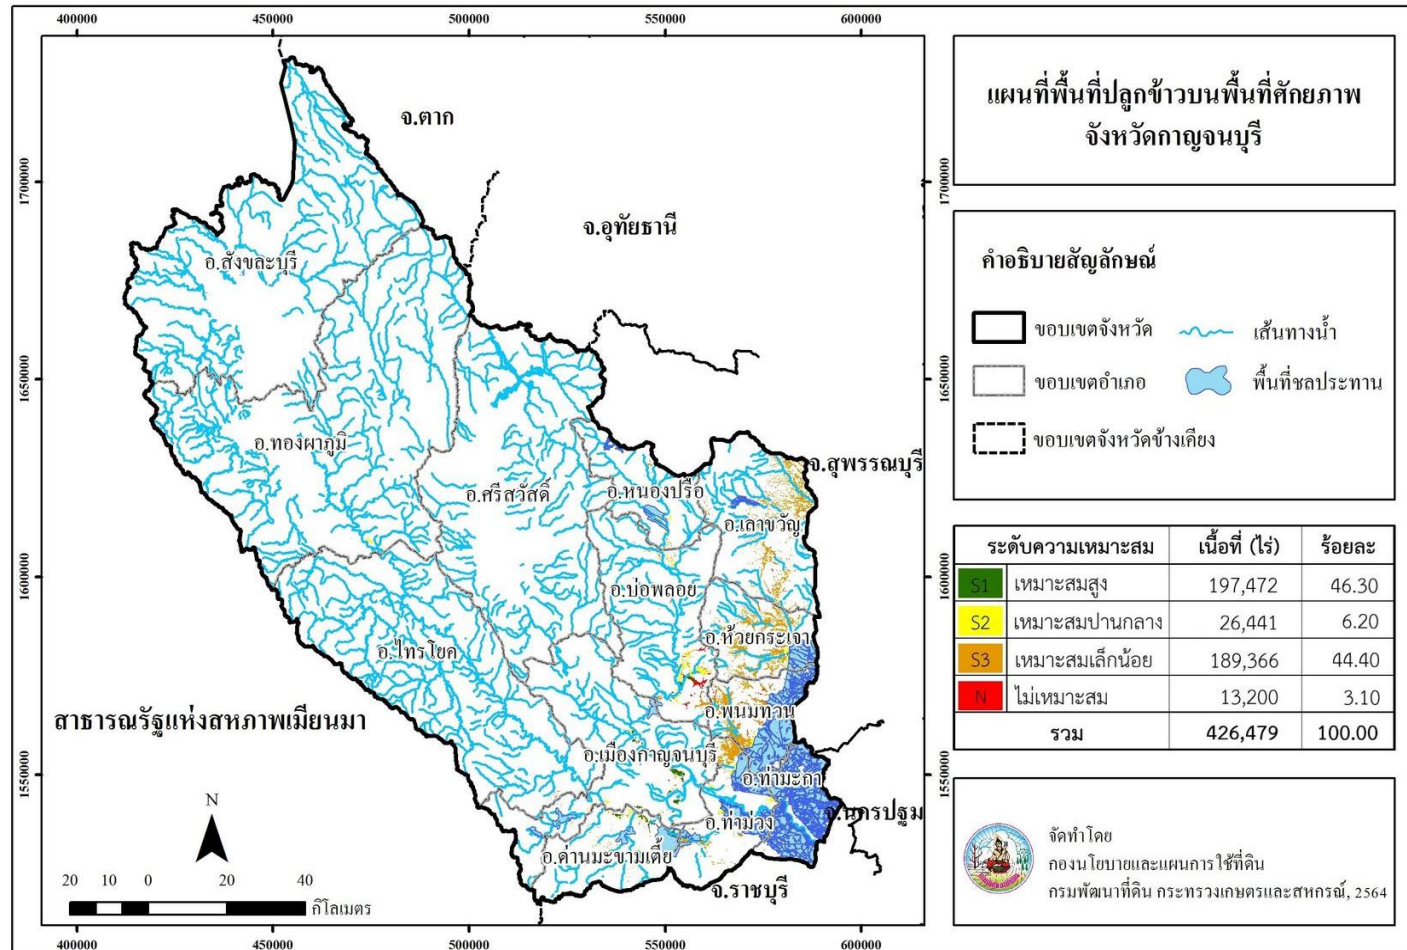 400000 450000 500000 550000 600000
แผนที่พื้นที่ปลูกข้าวบนพื้นที่ศักยภาพ
จังหวัดกาญจนบุรี
จ.ตาก
1700000 1700000
จ.อุทัยธานี
อ.สังขละบุรี
คำอธิบายสัญลักษณ์
ขอบเขตจังหวัด
เส้นทางน้ำ
ขอบเขตอำเภอ
พื้นที่ชลประทาน
ขอบเขตจังหวัดข้างเคียง
1650000 1650000
อ.ทองผาภูมิ
จ.สุพรรณบุรี
อ.ศรีสวัสดิ์
อ.หนองปรือ
อ.เลาขวัญ
ระดับความเหมาะสม เนื้อที่ (ไร่) ร้อยละ
S1 เหมาะสมสูง 197,472 46.30
S2 เหมาะสมปานกลาง 26,441 6.20
S3 เหมาะสมเล็กน้อย 189,366 44.40
N ไม่เหมาะสม 13,200 3.10
รวม 426,479 100.00
1600000 1600000
อ.บ่อพลอย
อ.ห้วยกระเจา
อ.ไทรโยค
สาธารณรัฐแห่งสหภาพเมียนมา
อ.พนมทวน
อ.เมืองกาญจนบุรี
อ.ท่ามะกา
1550000 1550000
จ.นครปฐม
อ.ท่าม่วง
อ.ด่านมะขามเตี้ย
จ.ราชบุรี
N
20 10 0 20 40
กิโลเมตร
จัดทำโดย
กองนโยบายและแผนการใช้ที่ดิน
กรมพัฒนาที่ดิน กระทรวงเกษตรและสหกรณ์, 2564
400000 450000 500000 550000 600000